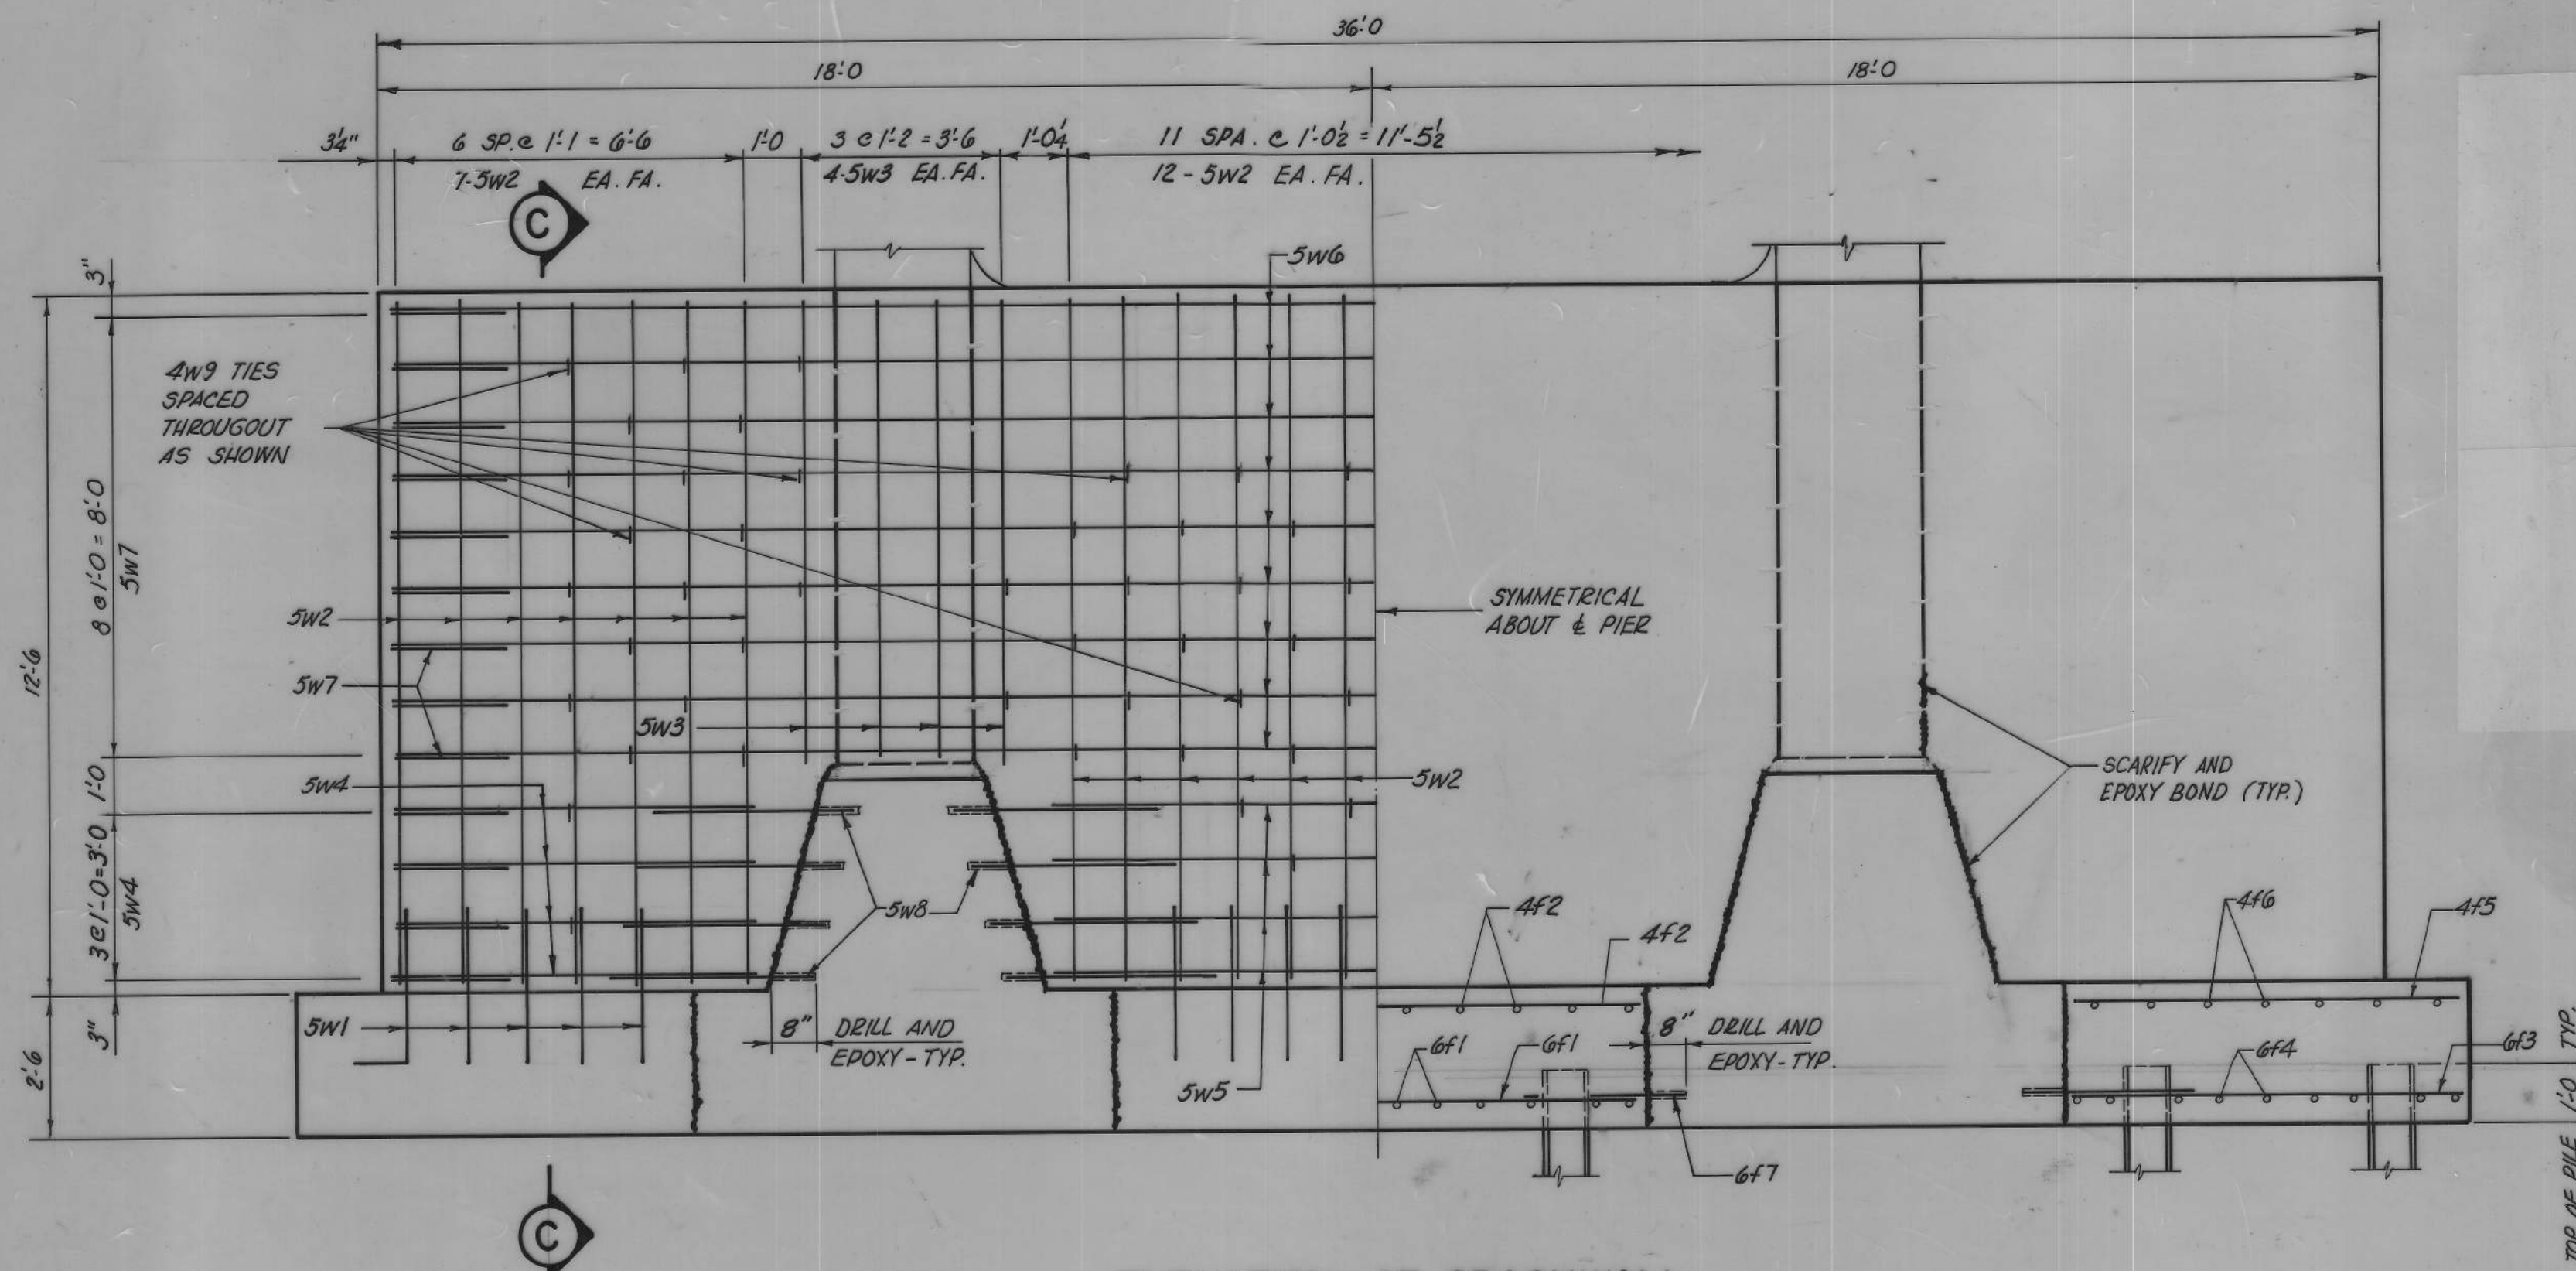 36'-0
18'-0
18'-0
3¼"
6 SP. @ 1'-1 = 6'-6
1'-0
3 @ 1'-2 = 3'-6
1'-0¼
11 SPA. @ 1'-0½ = 11'-5½
7-5w2 EA. FA.
4-5w3 EA. FA.
12-5w2 EA. FA.
C
5w6
3"
4w9 TIES
SPACED
THROUGOUT
AS SHOWN
8 @ 1'-0 = 8'-0
5w7
12'-6
5w2
5w7
5w3
5w4
SYMMETRICAL
ABOUT ℄ PIER
5w2
SCARIFY AND
EPOXY BOND (TYP.)
1'-0
3 @ 1'-0 = 3'-0
5w4
5w8
4f2
4f2
4f6
4f5
3"
2'-6
5w1
8" DRILL AND
EPOXY-TYP.
5w5
6f1
6f1
8" DRILL AND
EPOXY-TYP.
6f4
6f3
6f7
TOP OF PILE 1'-0 TYP.
C